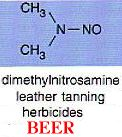 CH₃
N—NO
CH₃
dimethylnitrosamine
leather tanning
herbicides
BEER